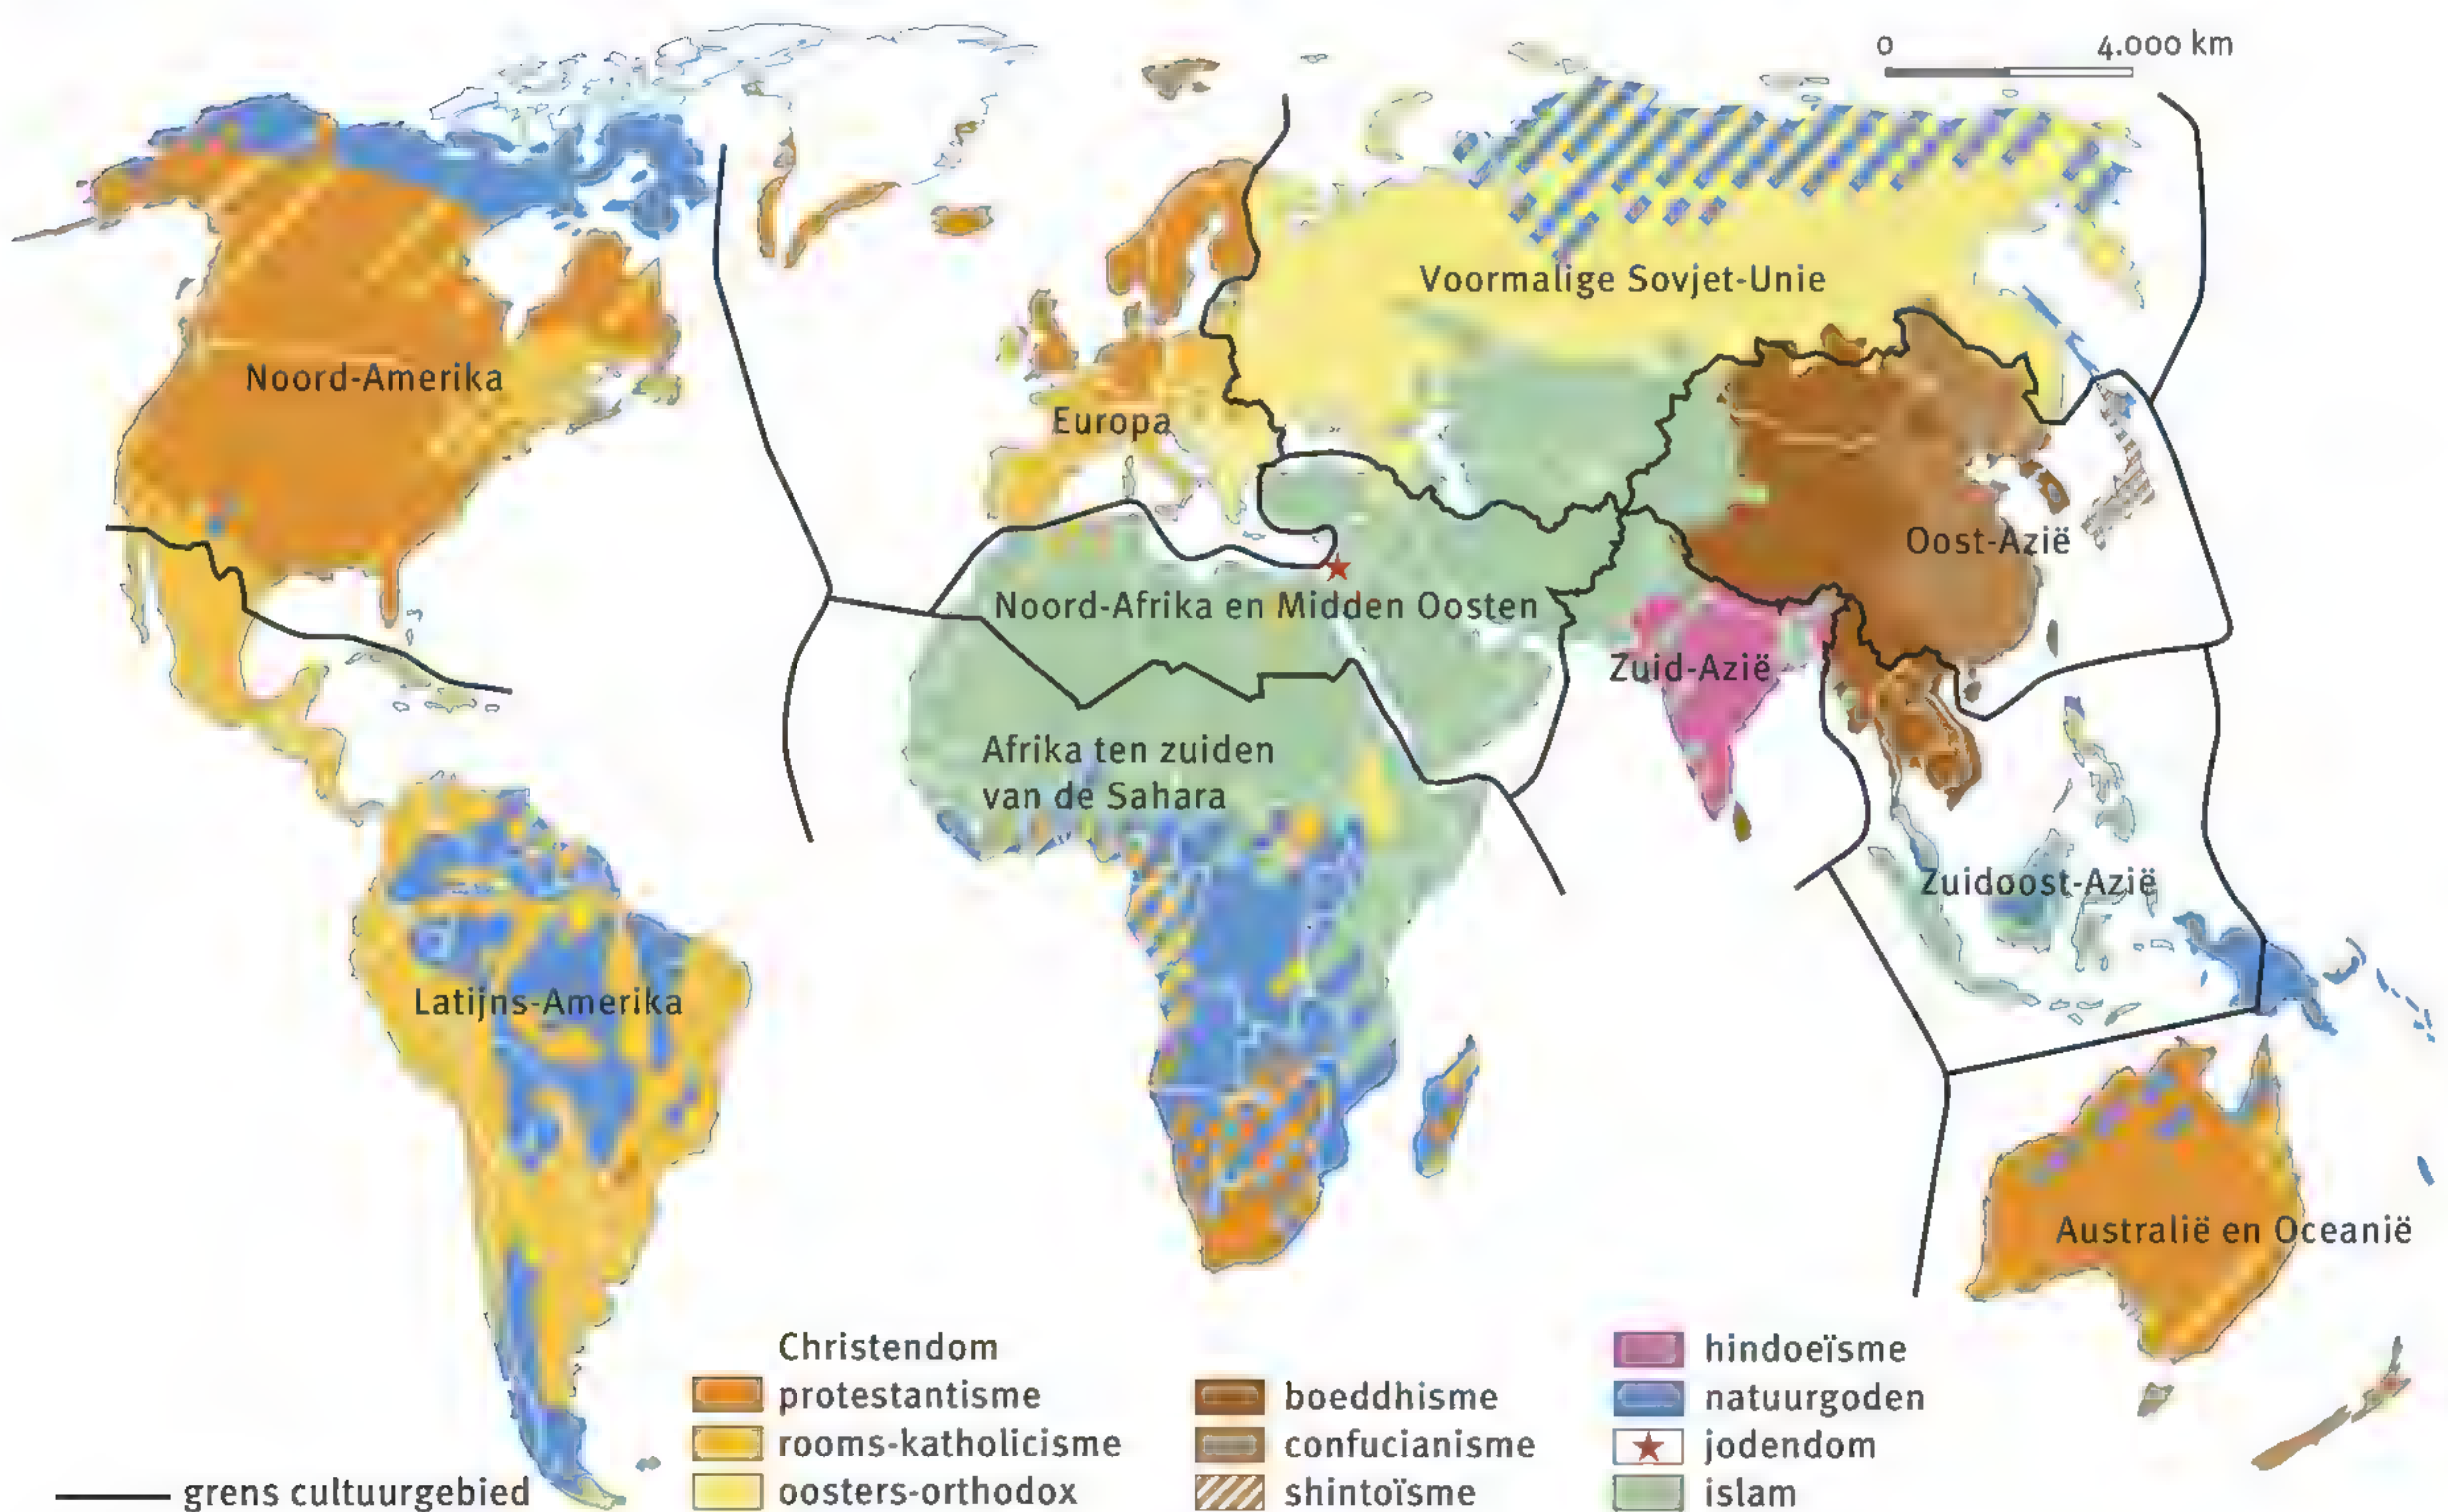 0 4.000 km
Voormalige Sovjet-Unie
Noord-Amerika
Europa
Oost-Azië
Noord-Afrika en Midden Oosten
Zuid-Azië
Afrika ten zuiden
van de Sahara
Zuidoost-Azië
Latijns-Amerika
Australië en Oceanië
Christendom
protestantisme
rooms-katholicisme
oosters-orthodox
boeddhisme
confucianisme
shintoïsme
hindoeïsme
natuurgoden
jodendom
islam
grens cultuurgebied